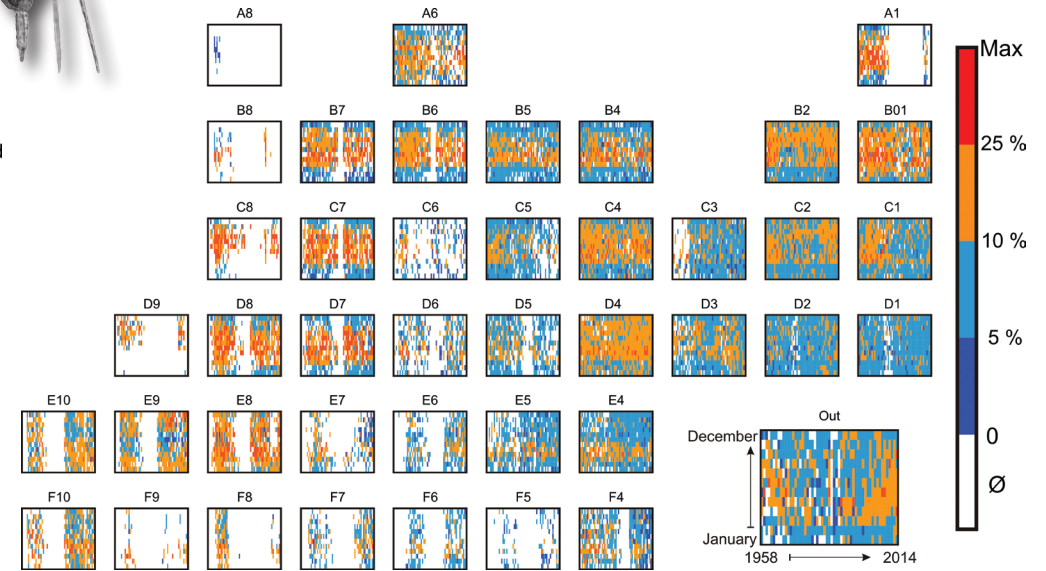 A8 A6 A1
Max
B8 B7 B6 B5 B4 B2 B01
25 %
C8 C7 C6 C5 C4 C3 C2 C1
10 %
D9 D8 D7 D6 D5 D4 D3 D2 D1
5 %
E10 E9 E8 E7 E6 E5 E4
Out
December
0
Ø
F10 F9 F8 F7 F6 F5 F4
January
1958 2014